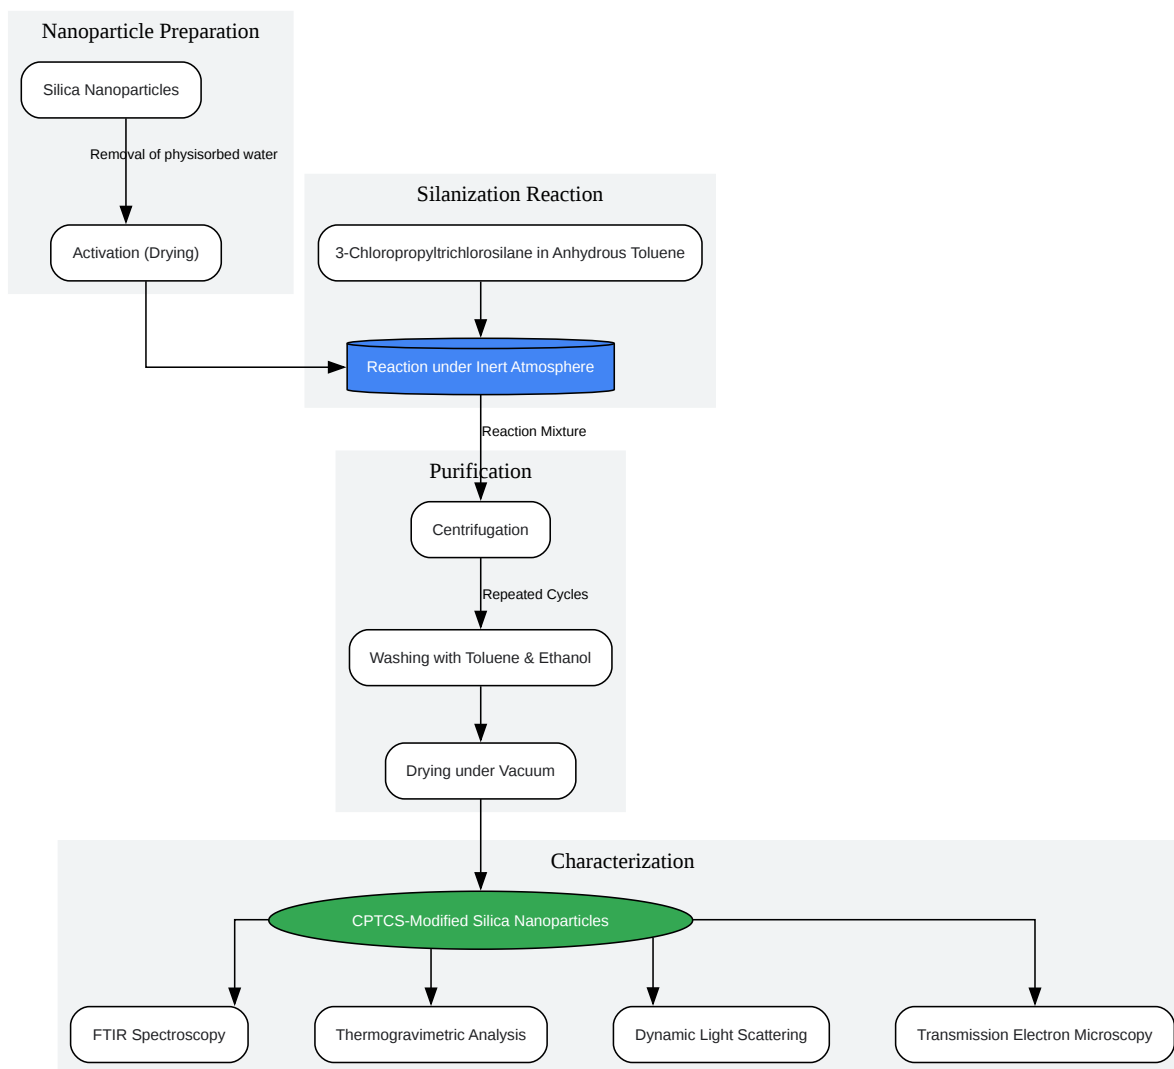 Nanoparticle Preparation
Silica Nanoparticles
Removal of physisorbed water
Activation (Drying)
Silanization Reaction
3-Chloropropyltrichlorosilane in Anhydrous Toluene
Reaction under Inert Atmosphere
Reaction Mixture
Purification
Centrifugation
Repeated Cycles
Washing with Toluene & Ethanol
Drying under Vacuum
Characterization
CPTCS-Modified Silica Nanoparticles
FTIR Spectroscopy
Thermogravimetric Analysis
Dynamic Light Scattering
Transmission Electron Microscopy